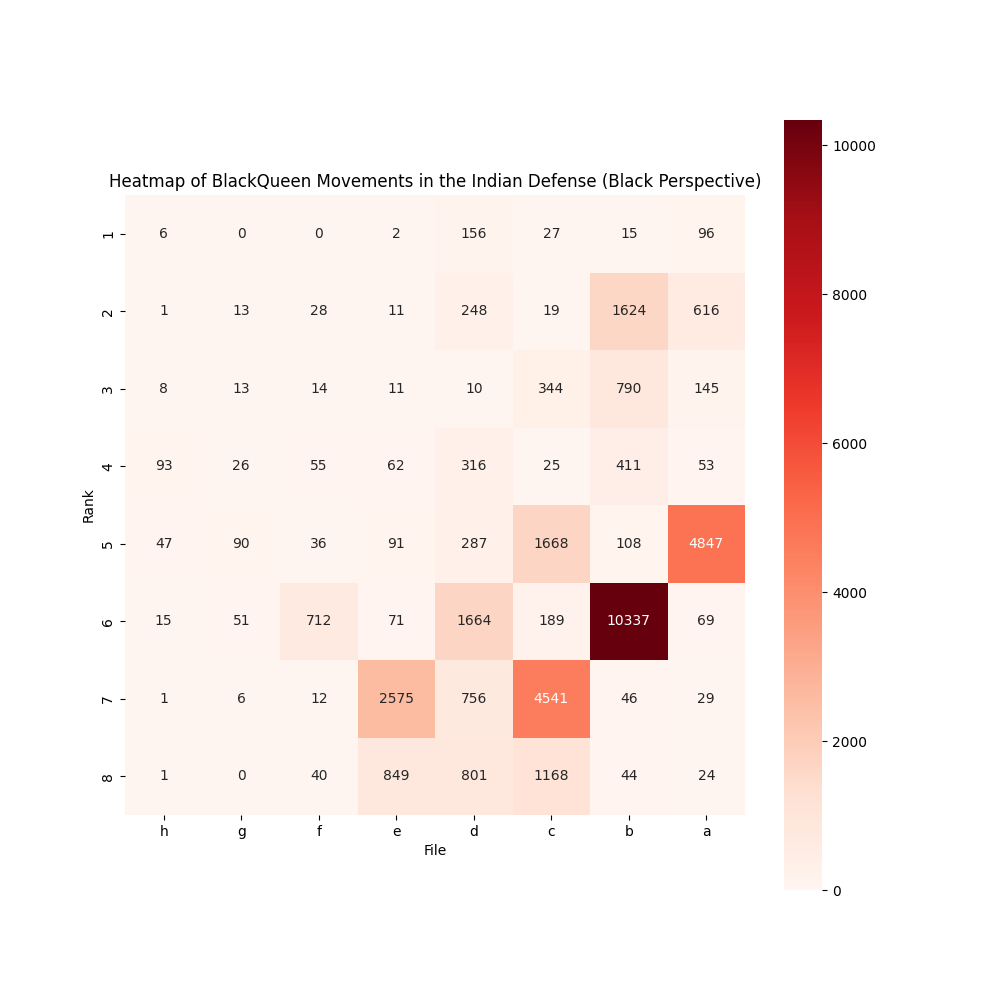 Heatmap of BlackQueen Movements in the Indian Defense (Black Perspective)
10000
8000
6000
4000
2000
0
Rank
1 6 0 0 2 156 27 15 96
2 1 13 28 11 248 19 1624 616
3 8 13 14 11 10 344 790 145
4 93 26 55 62 316 25 411 53
5 47 90 36 91 287 1668 108 4847
6 15 51 712 71 1664 189 10337 69
7 1 6 12 2575 756 4541 46 29
8 1 0 40 849 801 1168 44 24
h g f e d c b a
File